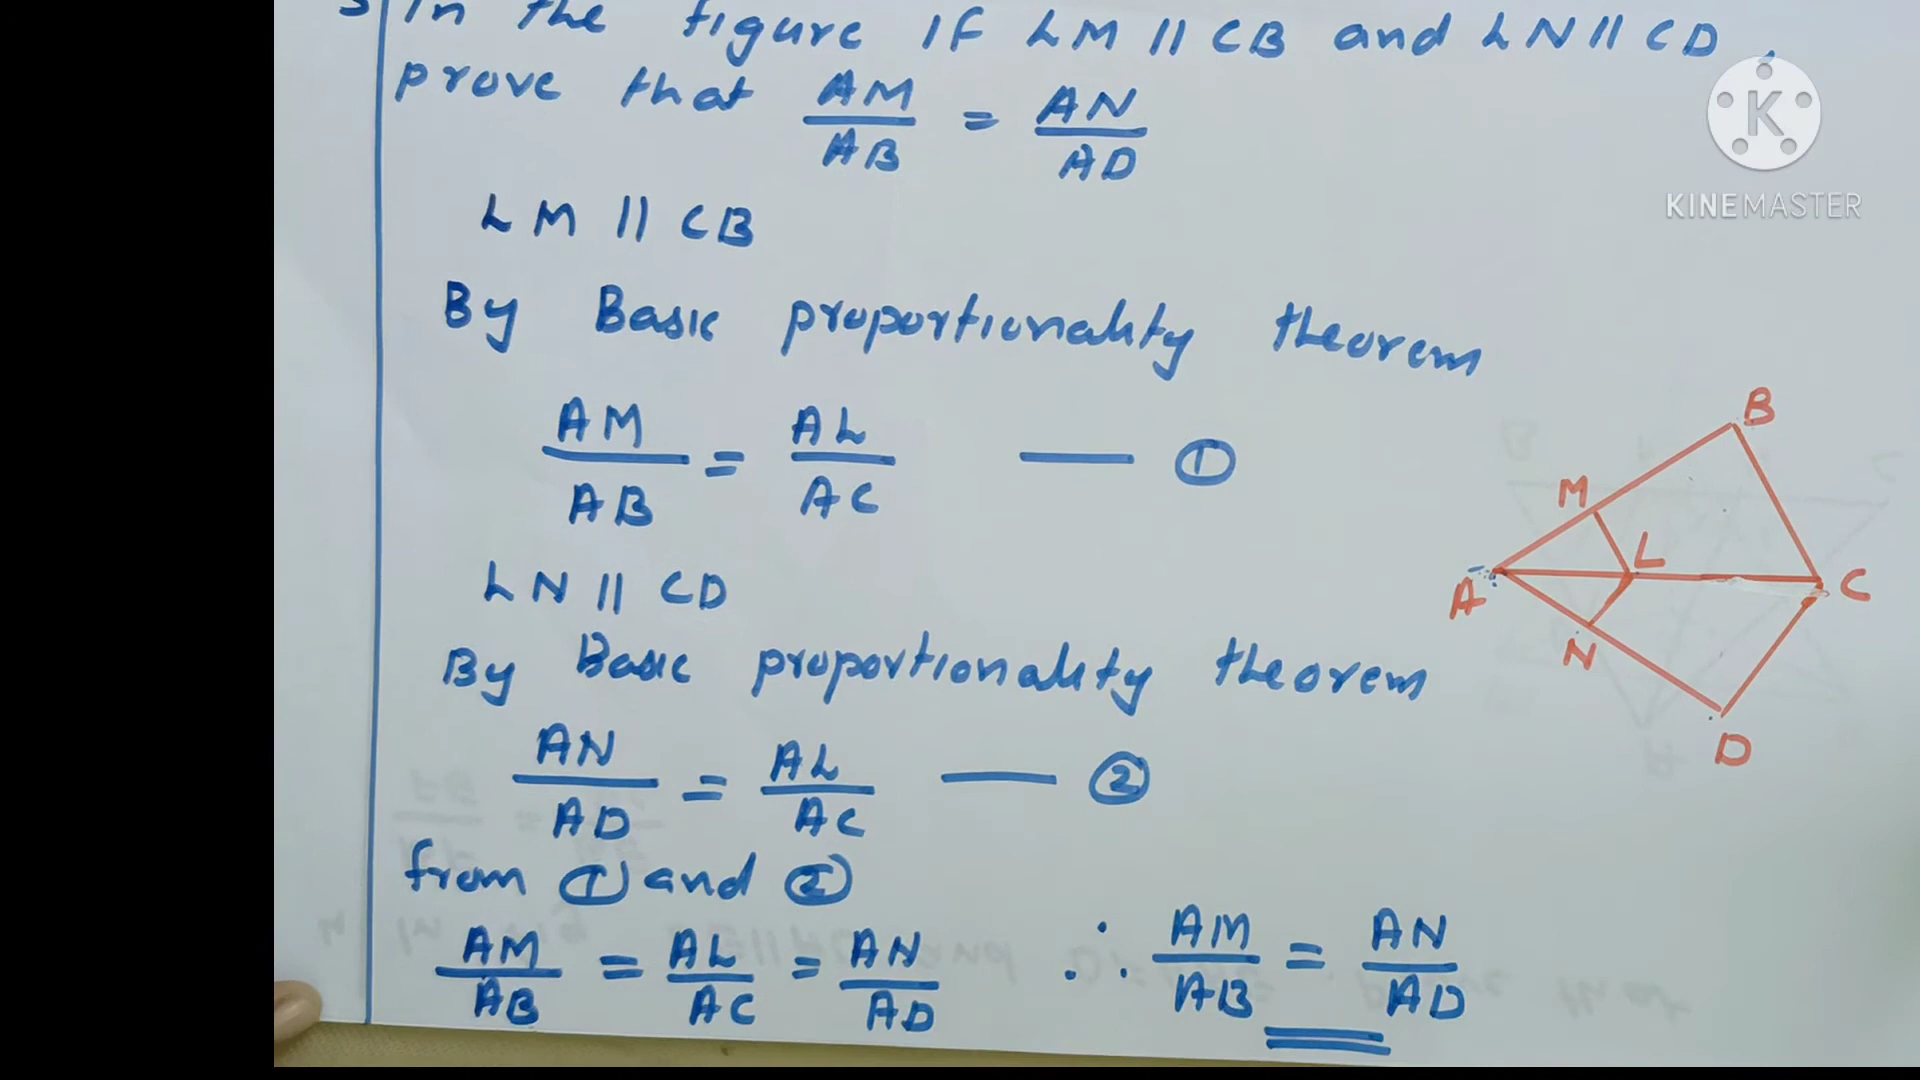 In the figure IF LM || CB and LN || CD,
prove that AM/AB = AN/AD
LM || CB
By Basic proportionality theorem
AM/AB = AL/AC — ①
LN || CD
By Basic proportionality theorem
AN/AD = AL/AC — ②
from ① and ②
AM/AB = AL/AC = AN/AD ∴ AM/AB = AN/AD
B
M
L
A
C
N
D
K
KINEMASTER